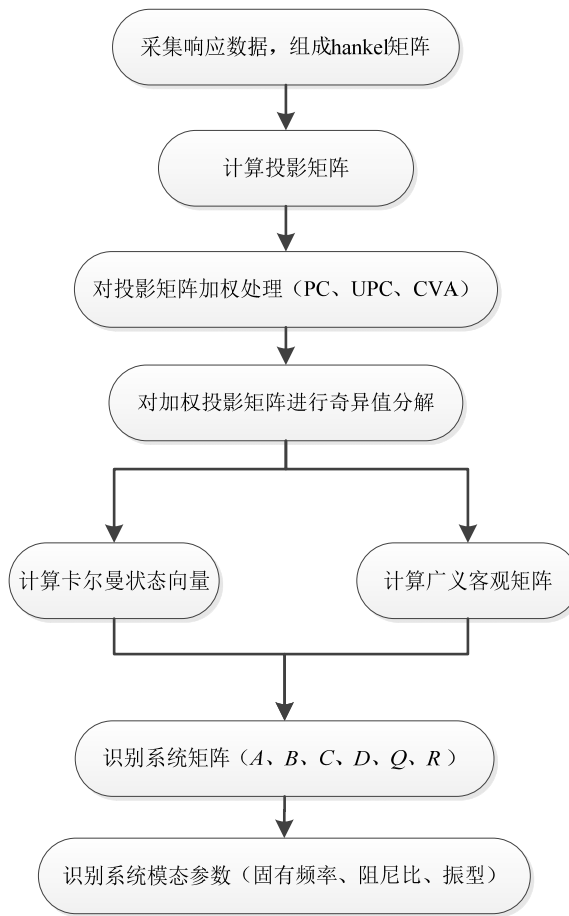 采集响应数据，组成hankel矩阵
计算投影矩阵
对投影矩阵加权处理（PC、UPC、CVA）
对加权投影矩阵进行奇异值分解
计算卡尔曼状态向量
计算广义客观矩阵
识别系统矩阵（A、B、C、D、Q、R）
识别系统模态参数（固有频率、阻尼比、振型）